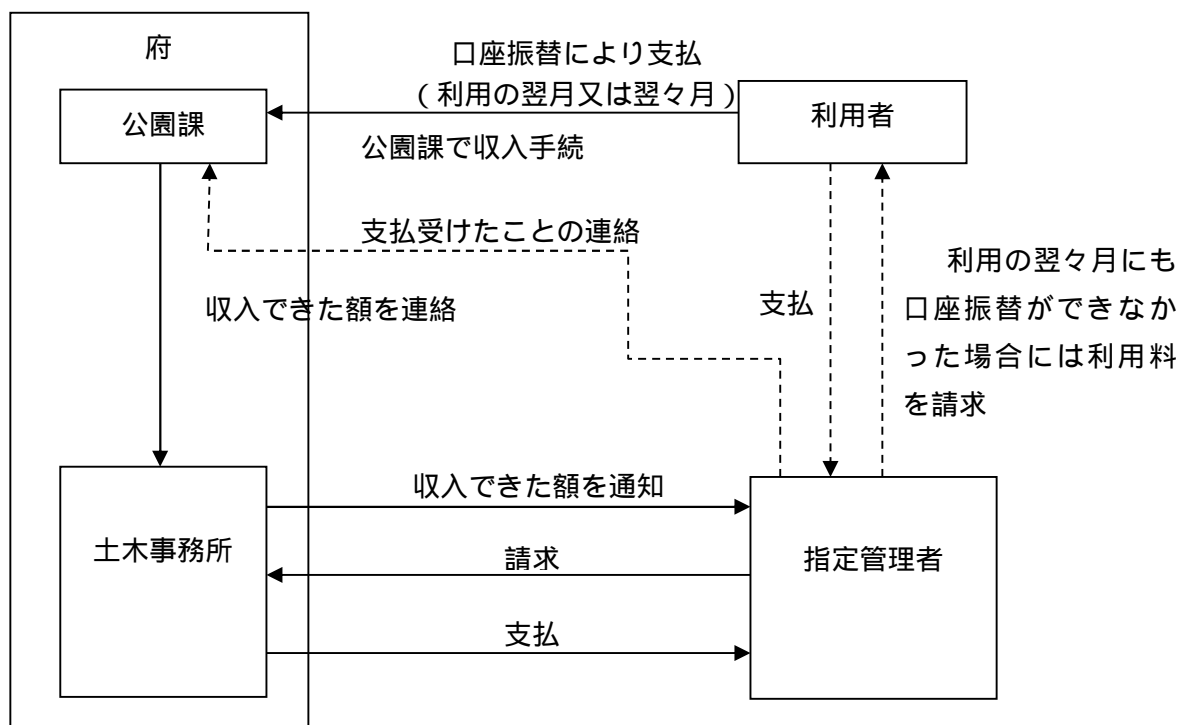 府
口座振替により支払
(利用の翌月又は翌々月)
公園課
利用者
公園課で収入手続
支払受けたことの連絡
収入できた額を連絡
支払
利用の翌々月にも
口座振替ができなか
った場合には利用料
を請求
収入できた額を通知
土木事務所
請求
指定管理者
支払